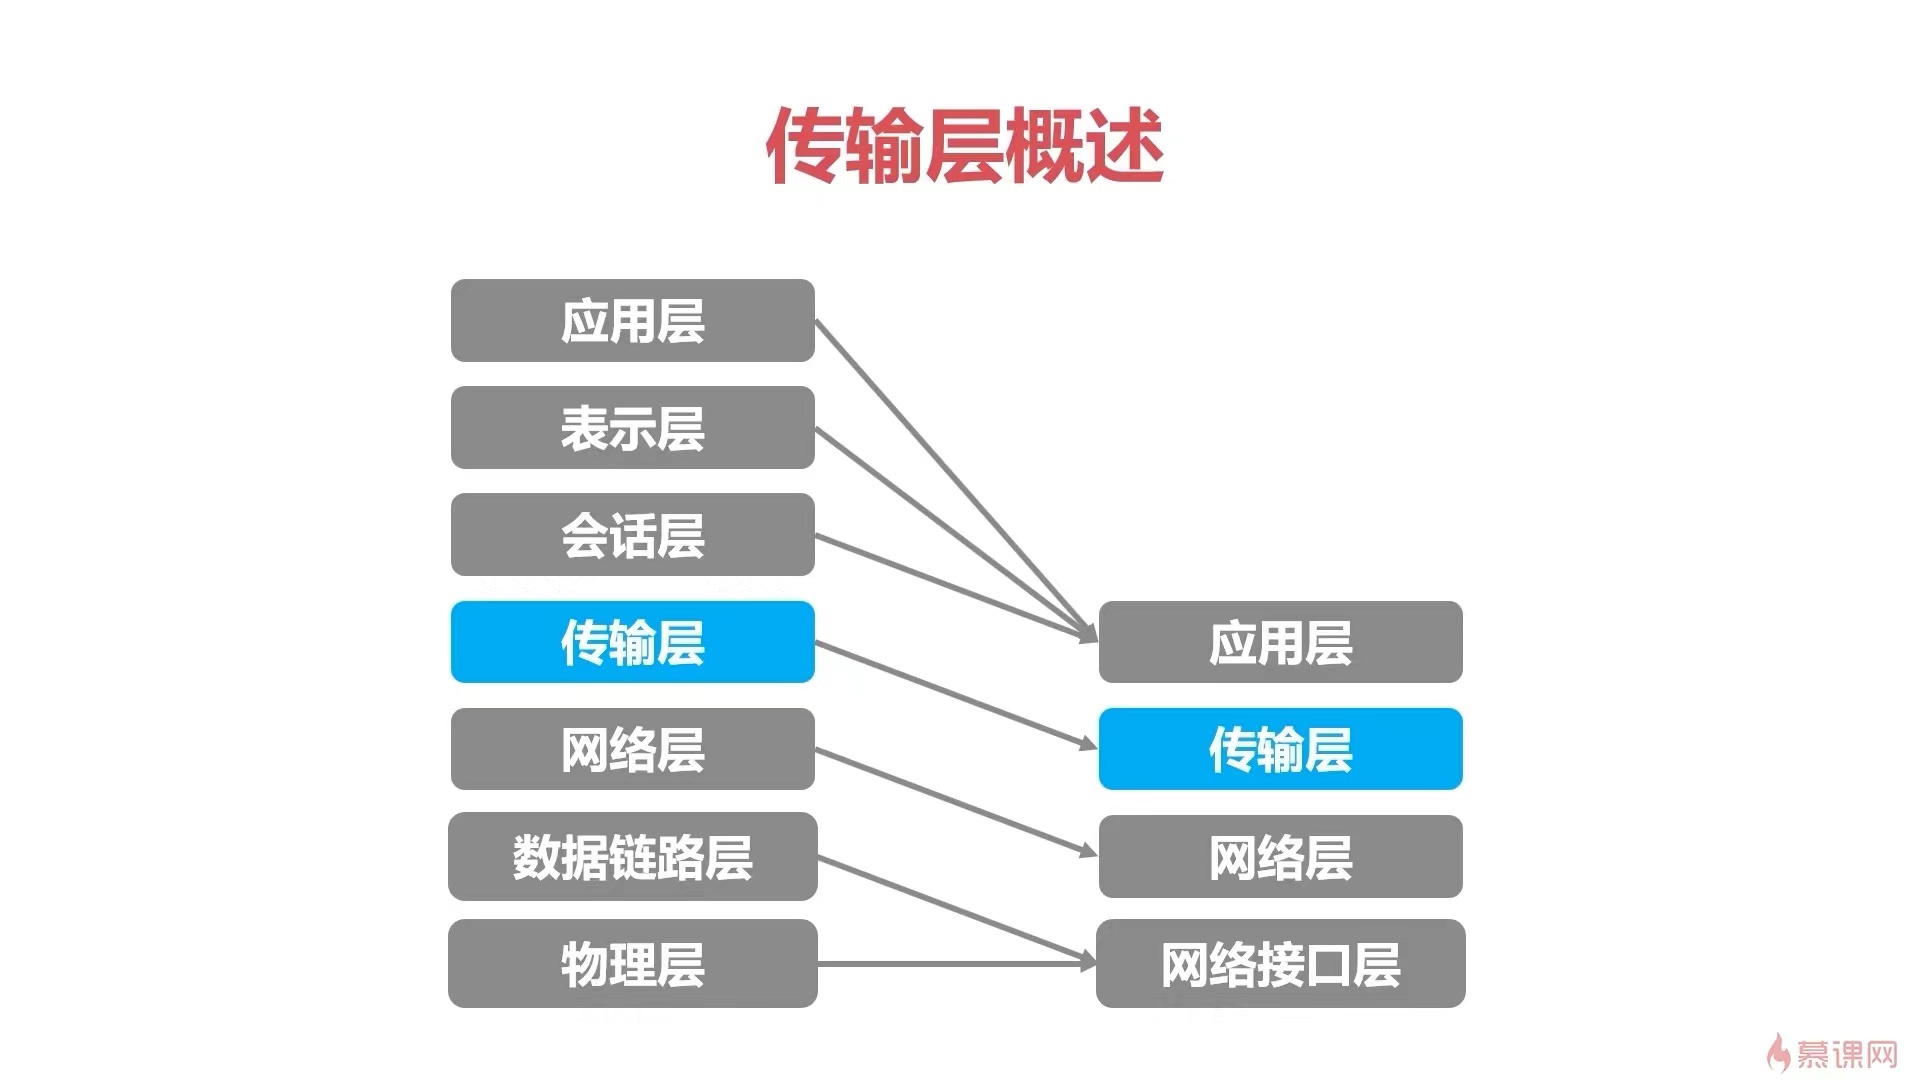 传输层概述
应用层
表示层
会话层
传输层
网络层
数据链路层
物理层
应用层
传输层
网络层
网络接口层
慕课网